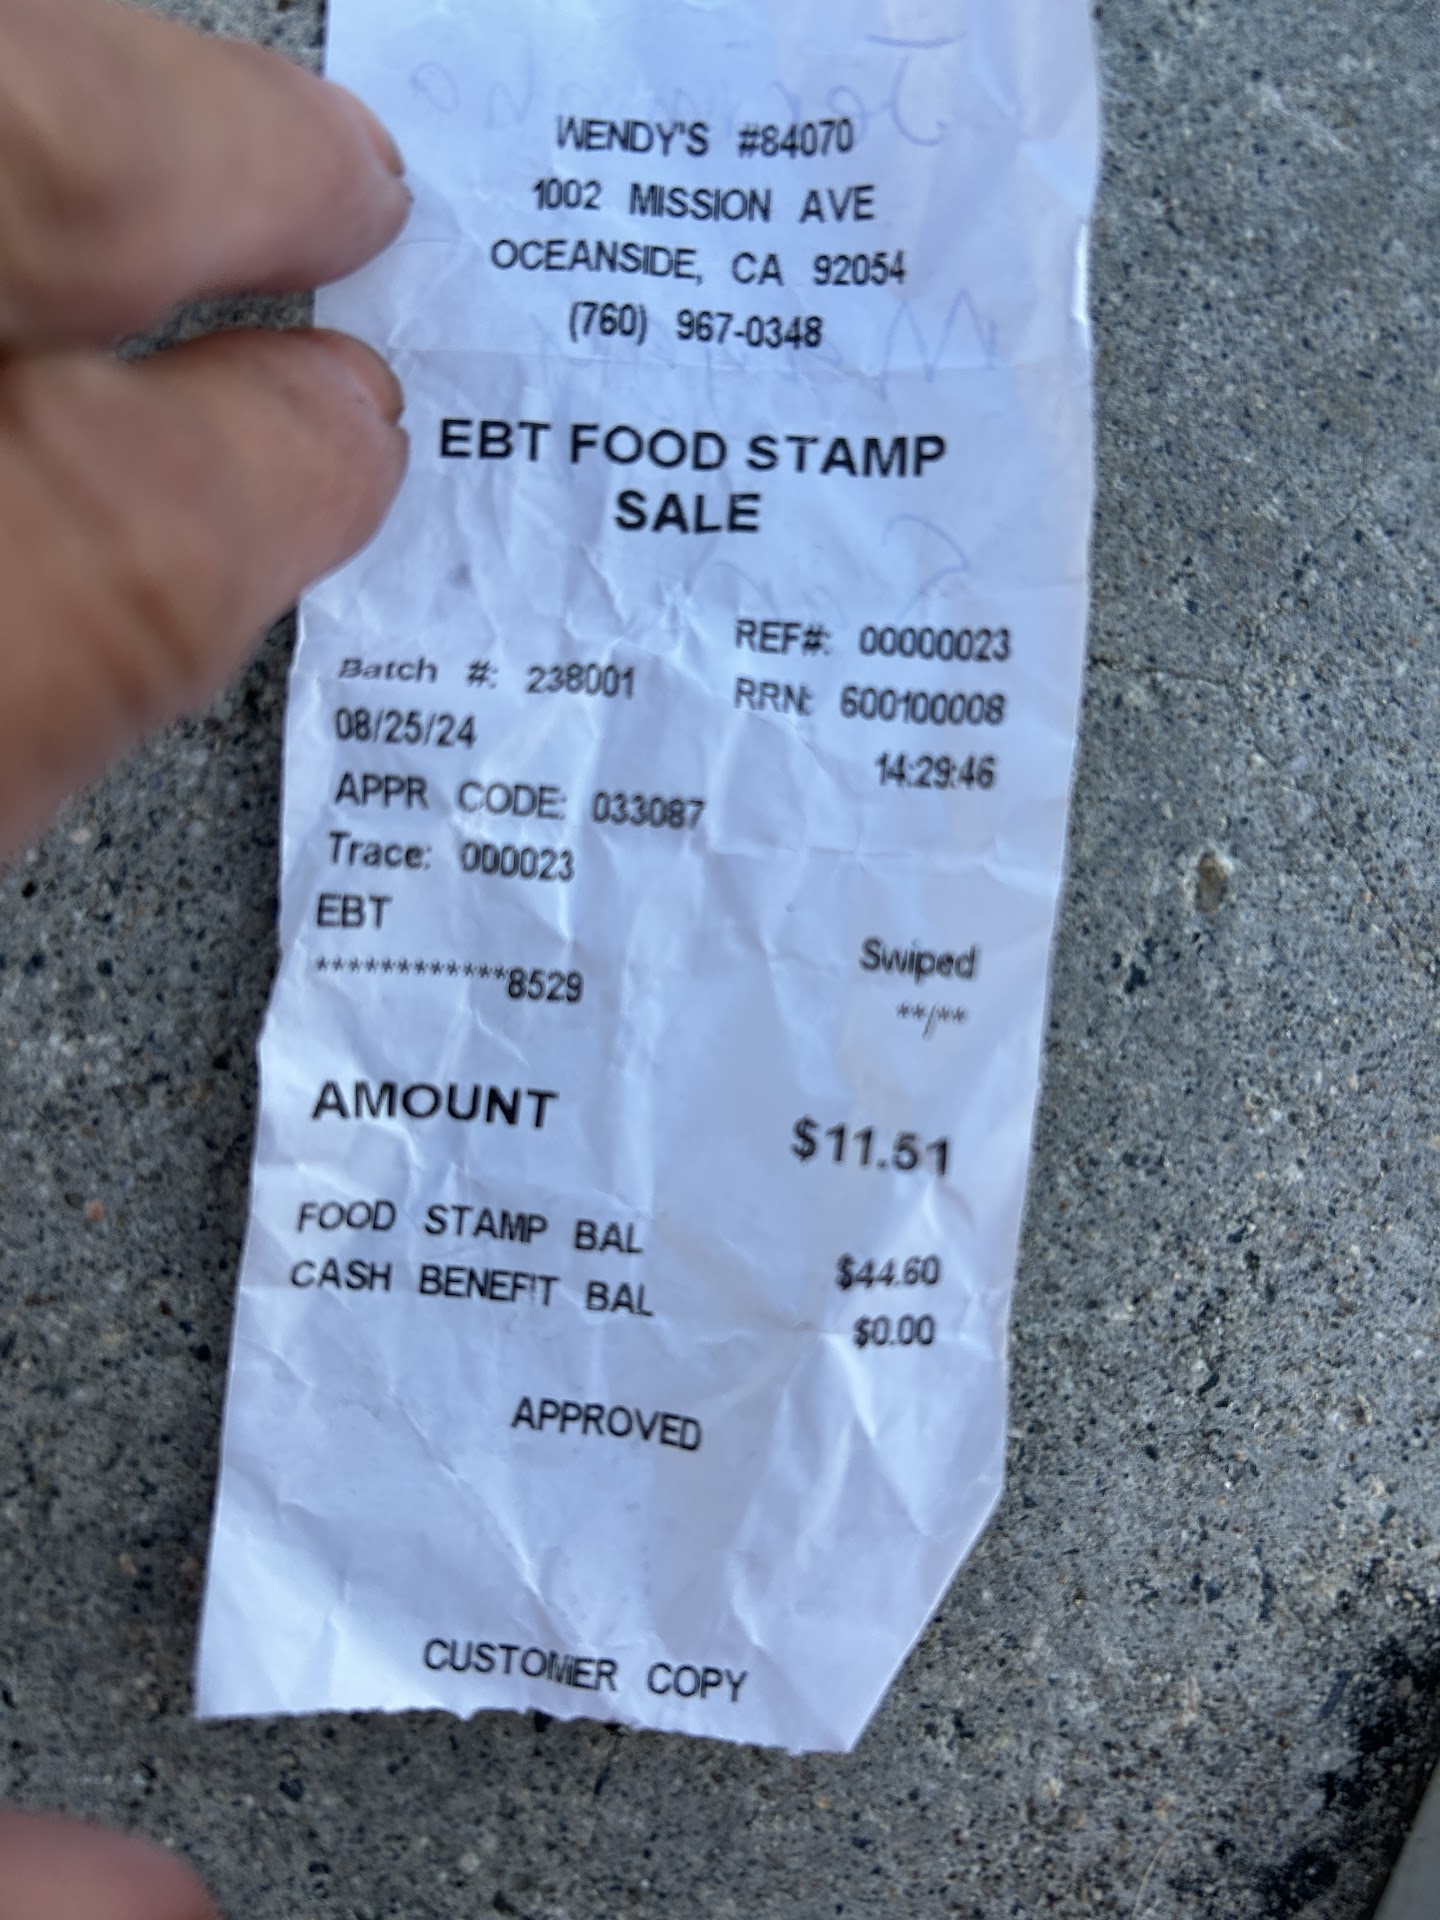 WENDY'S #84070
1002 MISSION AVE
OCEANSIDE, CA 92054
(760) 967-0348
EBT FOOD STAMP
SALE
REF#: 00000023
Batch #: 238001 RRN: 600100008
08/25/24 14:29:46
APPR CODE: 033087
Trace: 000023
EBT Swiped
************8529 **/**
AMOUNT $11.51
FOOD STAMP BAL $44.60
CASH BENEFIT BAL $0.00
APPROVED
CUSTOMER COPY